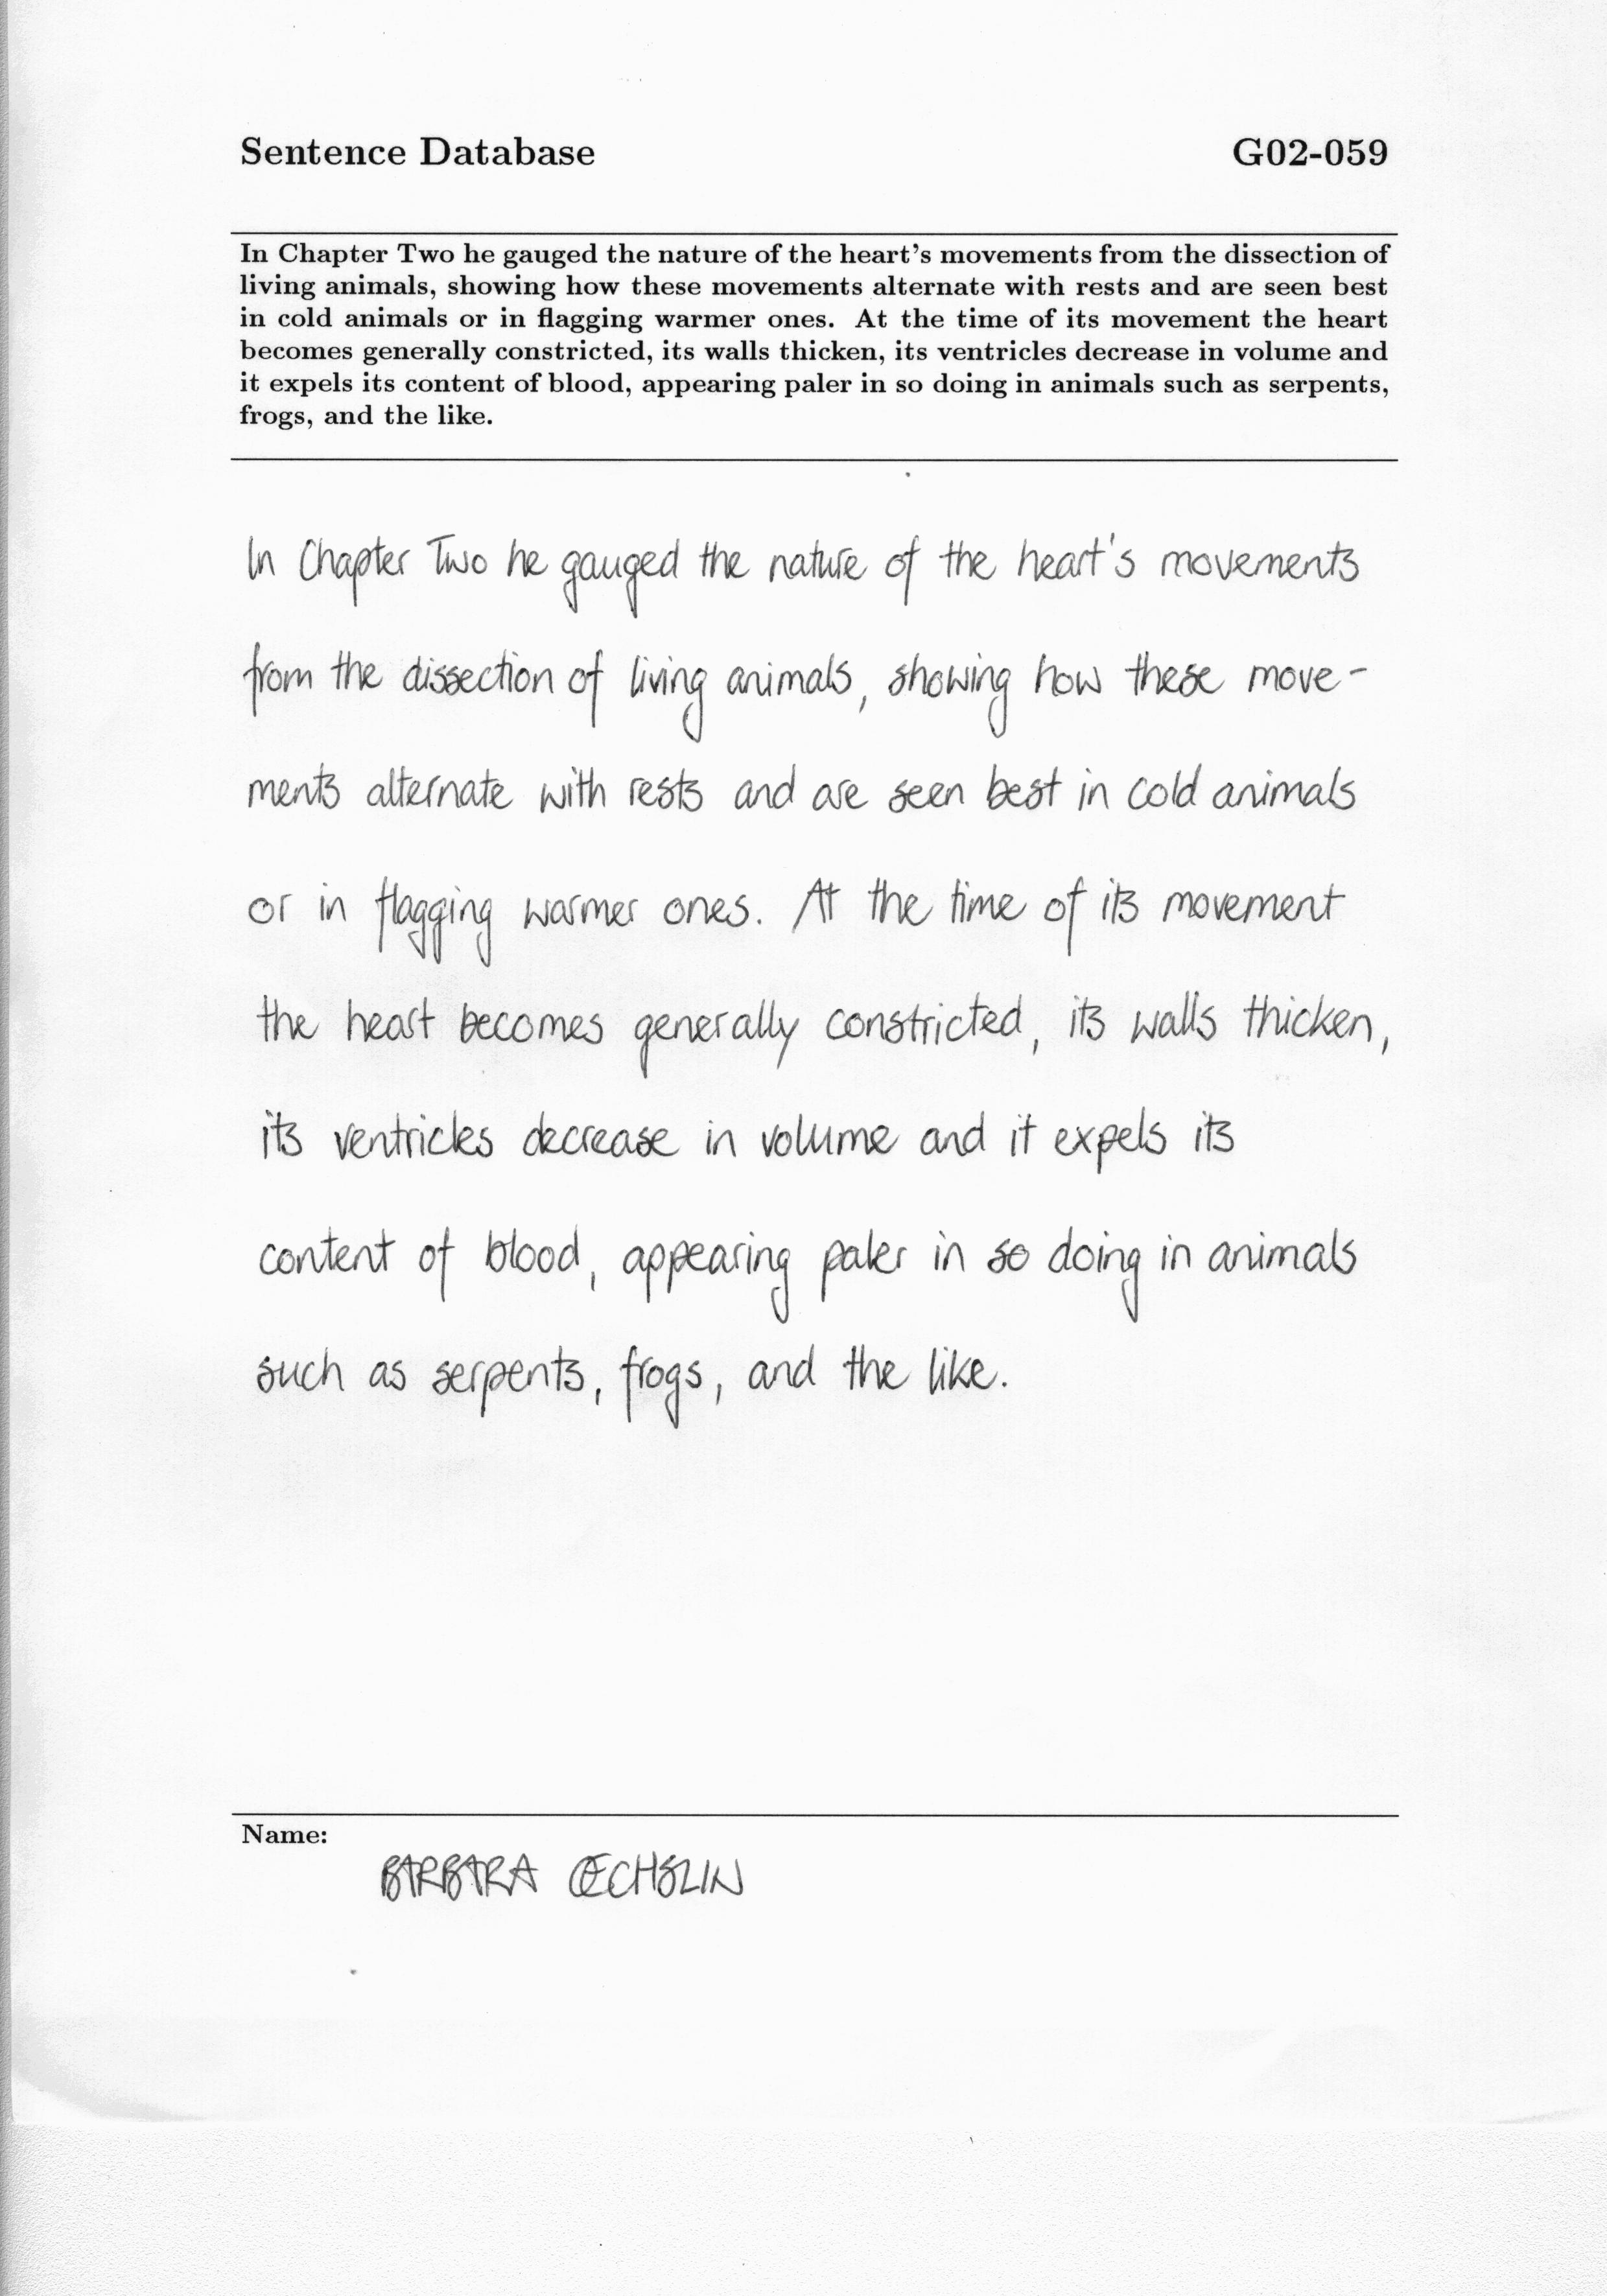 Sentence Database G02-059
In Chapter Two he gauged the nature of the heart's movements from the dissection of
living animals, showing how these movements alternate with rests and are seen best
in cold animals or in flagging warmer ones. At the time of its movement the heart
becomes generally constricted, its walls thicken, its ventricles decrease in volume and
it expels its content of blood, appearing paler in so doing in animals such as serpents,
frogs, and the like.
In Chapter Two he gauged the nature of the heart's movements
from the dissection of living animals, showing how these move-
ments alternate with rests and are seen best in cold animals
or in flagging warmer ones. At the time of its movement
the heart becomes generally constricted, its walls thicken,
its ventricles decrease in volume and it expels its
content of blood, appearing paler in so doing in animals
such as serpents, frogs, and the like.
Name:
BARBARA OECHSLIN